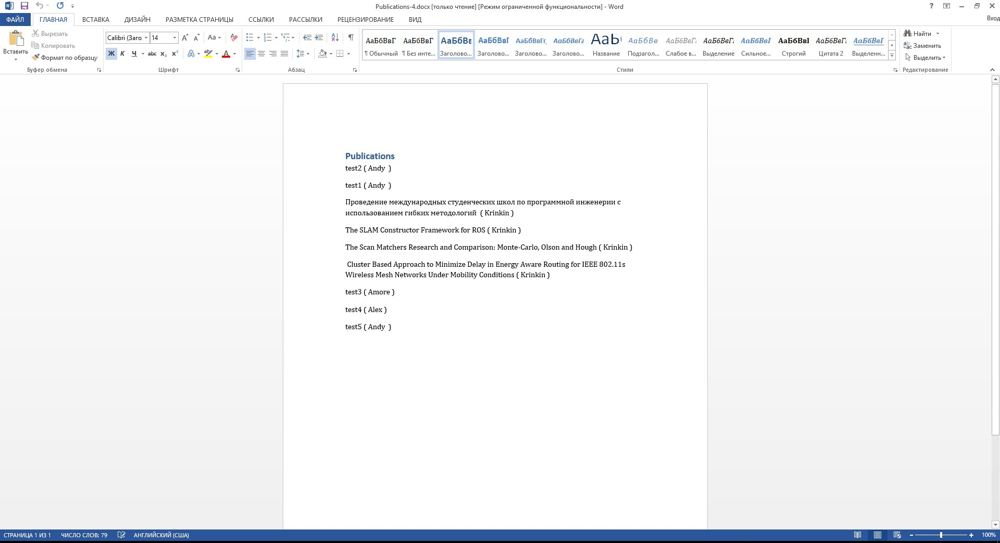 Publications-4.docx [только чтение] [Режим ограниченной функциональности] - Word
ФАЙЛ ГЛАВНАЯ ВСТАВКА ДИЗАЙН РАЗМЕТКА СТРАНИЦЫ ССЫЛКИ РАССЫЛКИ РЕЦЕНЗИРОВАНИЕ ВИД Вход
Вставить
Вырезать
Копировать
Формат по образцу
Буфер обмена
Calibri (Заго. 14
Aa
Ж К Ч abc x₂ x²
Шрифт
Абзац
АаБбВвГ АаБбВвГ АаБбВв АаБбВвГ АаБбВвГг, АаБбВвГг АаБ АаБбВв АаБбВвГг АаБбВвГг АаБбВвГ АаБбВвГ АаБбВвГг АаБбВвГ
¶ Обычный ¶ Без инте... Заголово... Заголово... Заголово... Заголово... Название Подзагол... Слабое в... Выделение Сильное... Строгий Цитата 2 Выделенн...
Стили
Найти
Заменить
Выделить
Редактирование
Publications
test2 ( Andy  )
test1 ( Andy  )
Проведение международных студенческих школ по программной инженерии с
использованием гибких методологий  ( Krinkin )
The SLAM Constructor Framework for ROS ( Krinkin )
The Scan Matchers Research and Comparison: Monte-Carlo, Olson and Hough ( Krinkin )
Cluster Based Approach to Minimize Delay in Energy Aware Routing for IEEE 802.11s
Wireless Mesh Networks Under Mobility Conditions ( Krinkin )
test3 ( Amore )
test4 ( Alex )
test5 ( Andy  )
СТРАНИЦА 1 ИЗ 1 ЧИСЛО СЛОВ: 79 АНГЛИЙСКИЙ (США) 100%